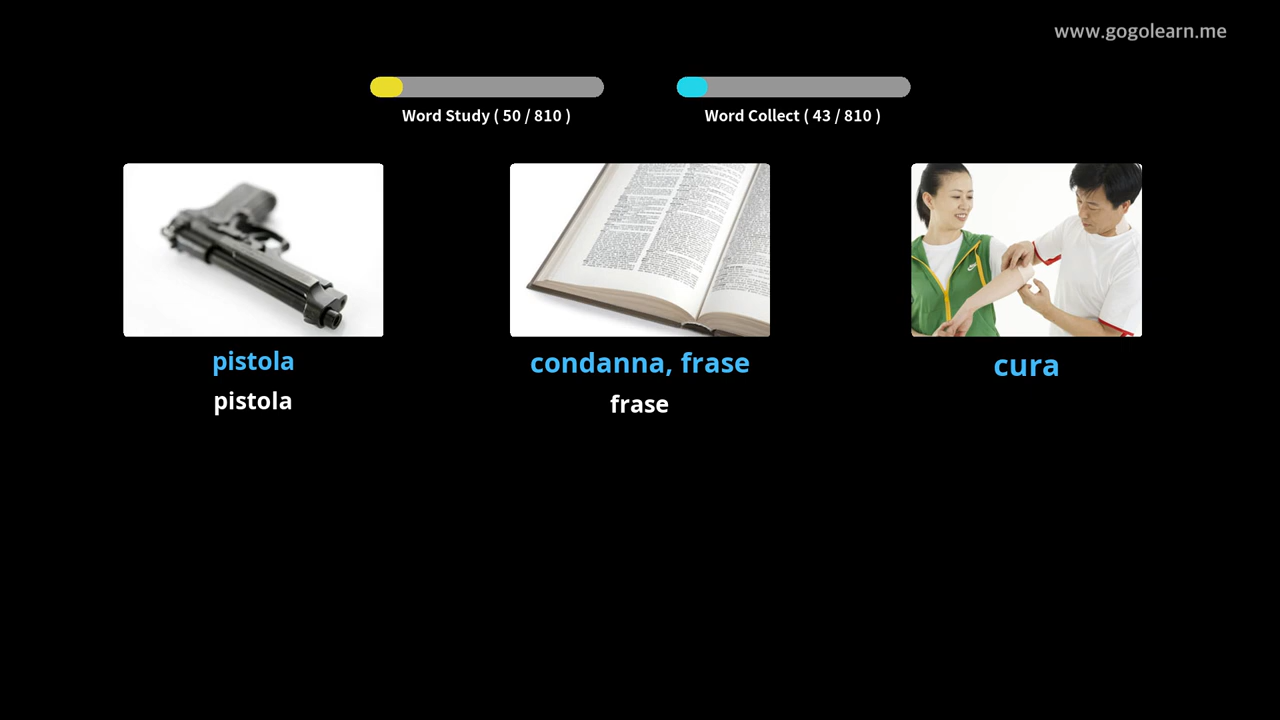 www.gogolearn.me
Word Study ( 50 / 810 )
Word Collect ( 43 / 810 )
pistola
pistola
condanna, frase
frase
cura